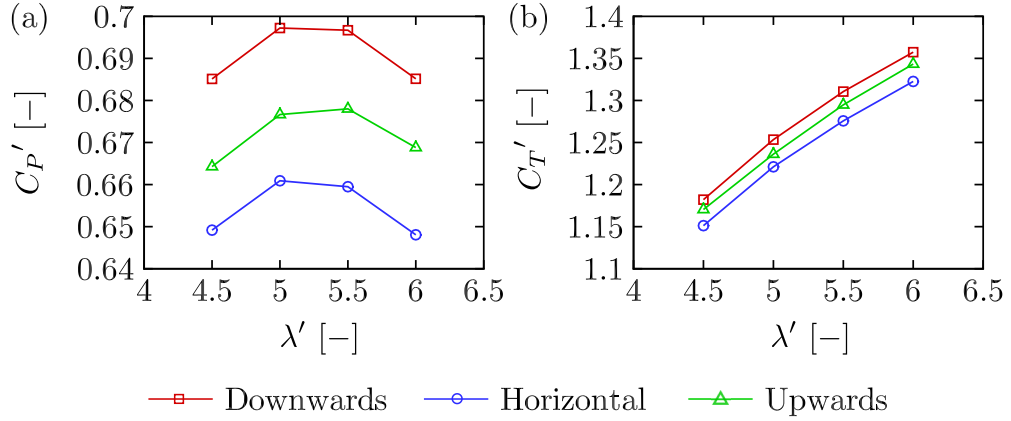 (a)
0.7
0.69
0.68
0.67
0.66
0.65
0.64
C_P′ [−]
4 4.5 5 5.5 6 6.5
λ′ [−]
(b)
1.4
1.35
1.3
1.25
1.2
1.15
1.1
C_T′ [−]
4 4.5 5 5.5 6 6.5
λ′ [−]
Downwards Horizontal Upwards